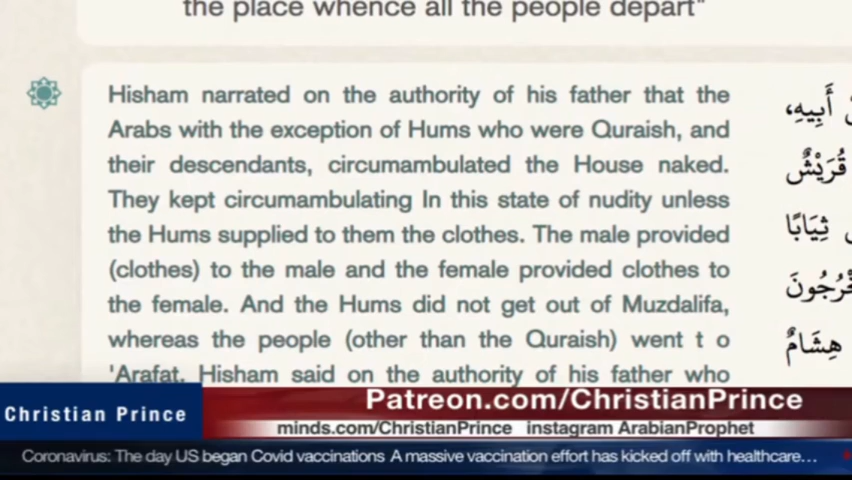 the place whence all the people depart"
Hisham narrated on the authority of his father that the
Arabs with the exception of Hums who were Quraish, and
their descendants, circumambulated the House naked.
They kept circumambulating In this state of nudity unless
the Hums supplied to them the clothes. The male provided
(clothes) to the male and the female provided clothes to
the female. And the Hums did not get out of Muzdalifa,
whereas the people (other than the Quraish) went t o
'Arafat. Hisham said on the authority of his father who
أَبِيهِ،
قُرَيْشٌ
ثِيَابًا
هِشَامٌ
Christian Prince
Patreon.com/ChristianPrince
minds.com/ChristianPrince instagram ArabianProphet
Coronavirus: The day US began Covid vaccinations A massive vaccination effort has kicked off with healthcare...